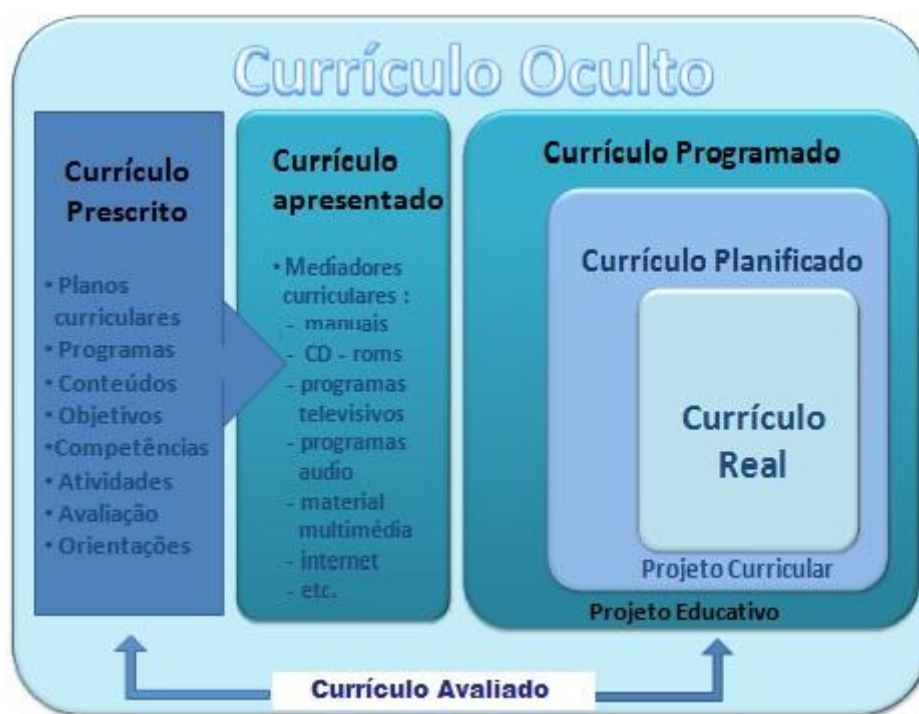 Currículo Oculto
Currículo
Prescrito
• Planos
curriculares
• Programas
• Conteúdos
• Objetivos
•Competências
• Atividades
• Avaliação
• Orientações
Currículo
apresentado
• Mediadores
curriculares :
- manuais
- CD - roms
- programas
televisivos
- programas
audio
- material
multimédia
- internet
- etc.
Currículo Programado
Currículo Planificado
Currículo
Real
Projeto Curricular
Projeto Educativo
Currículo Avaliado